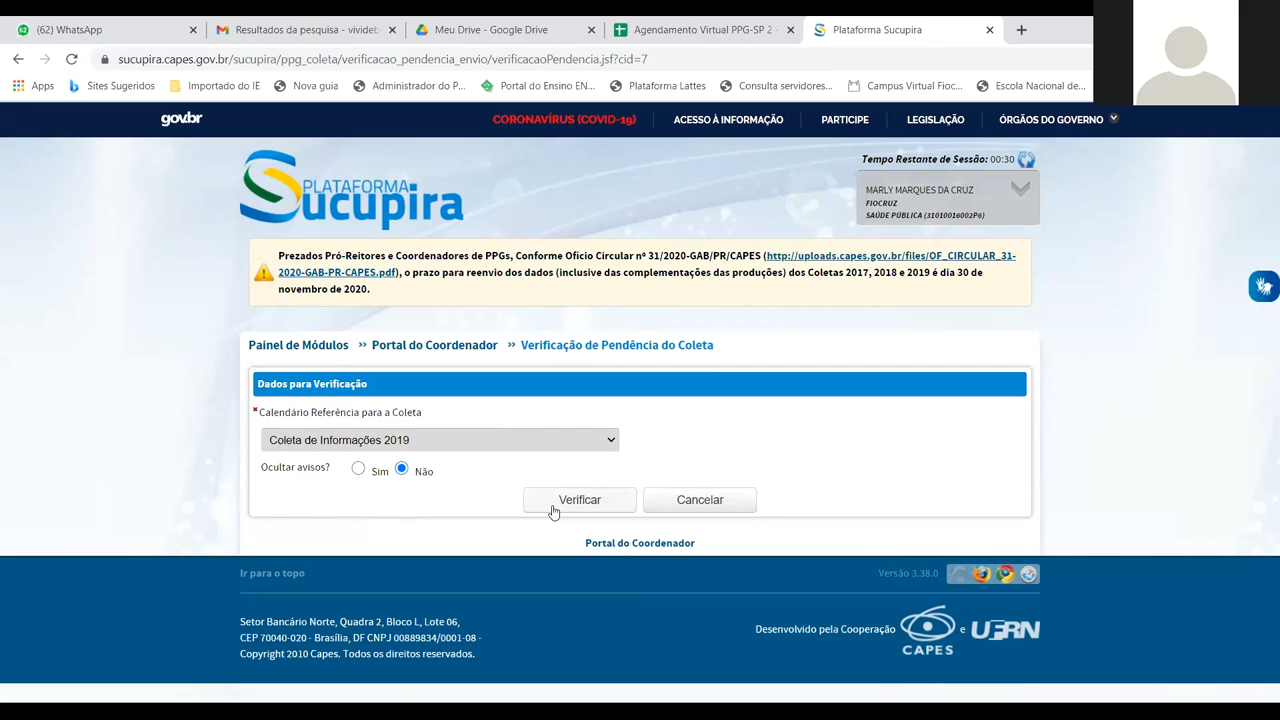 (62) WhatsApp
Resultados da pesquisa - vivideb
Meu Drive - Google Drive
Agendamento Virtual PPG-SP 2 -
Plataforma Sucupira
sucupira.capes.gov.br/sucupira/ppg_coleta/verificacao_pendencia_envio/verificacaoPendencia.jsf?cid=7
Apps
Sites Sugeridos
Importado do IE
Nova guia
Administrador do P...
Portal do Ensino EN...
Plataforma Lattes
Consulta servidores...
Campus Virtual Fioc...
Escola Nacional de...
gov.br
CORONAVÍRUS (COVID-19)
ACESSO À INFORMAÇÃO
PARTICIPE
LEGISLAÇÃO
ÓRGÃOS DO GOVERNO
PLATAFORMA
Sucupira
Tempo Restante de Sessão: 00:30
MARLY MARQUES DA CRUZ
FIOCRUZ
SAÚDE PÚBLICA (31010016002P6)
Prezados Pró-Reitores e Coordenadores de PPGs, Conforme Ofício Circular nº 31/2020-GAB/PR/CAPES (http://uploads.capes.gov.br/files/OF_CIRCULAR_31-
2020-GAB-PR-CAPES.pdf), o prazo para reenvio dos dados (inclusive das complementações das produções) dos Coletas 2017, 2018 e 2019 é dia 30 de
novembro de 2020.
Painel de Módulos >> Portal do Coordenador >> Verificação de Pendência do Coleta
Dados para Verificação
Calendário Referência para a Coleta
Coleta de Informações 2019
Ocultar avisos? Sim Não
Verificar
Cancelar
Portal do Coordenador
Ir para o topo
Versão 3.38.0
Setor Bancário Norte, Quadra 2, Bloco L, Lote 06,
CEP 70040-020 - Brasília, DF CNPJ 00889834/0001-08 -
Copyright 2010 Capes. Todos os direitos reservados.
Desenvolvido pela Cooperação CAPES e UFRN